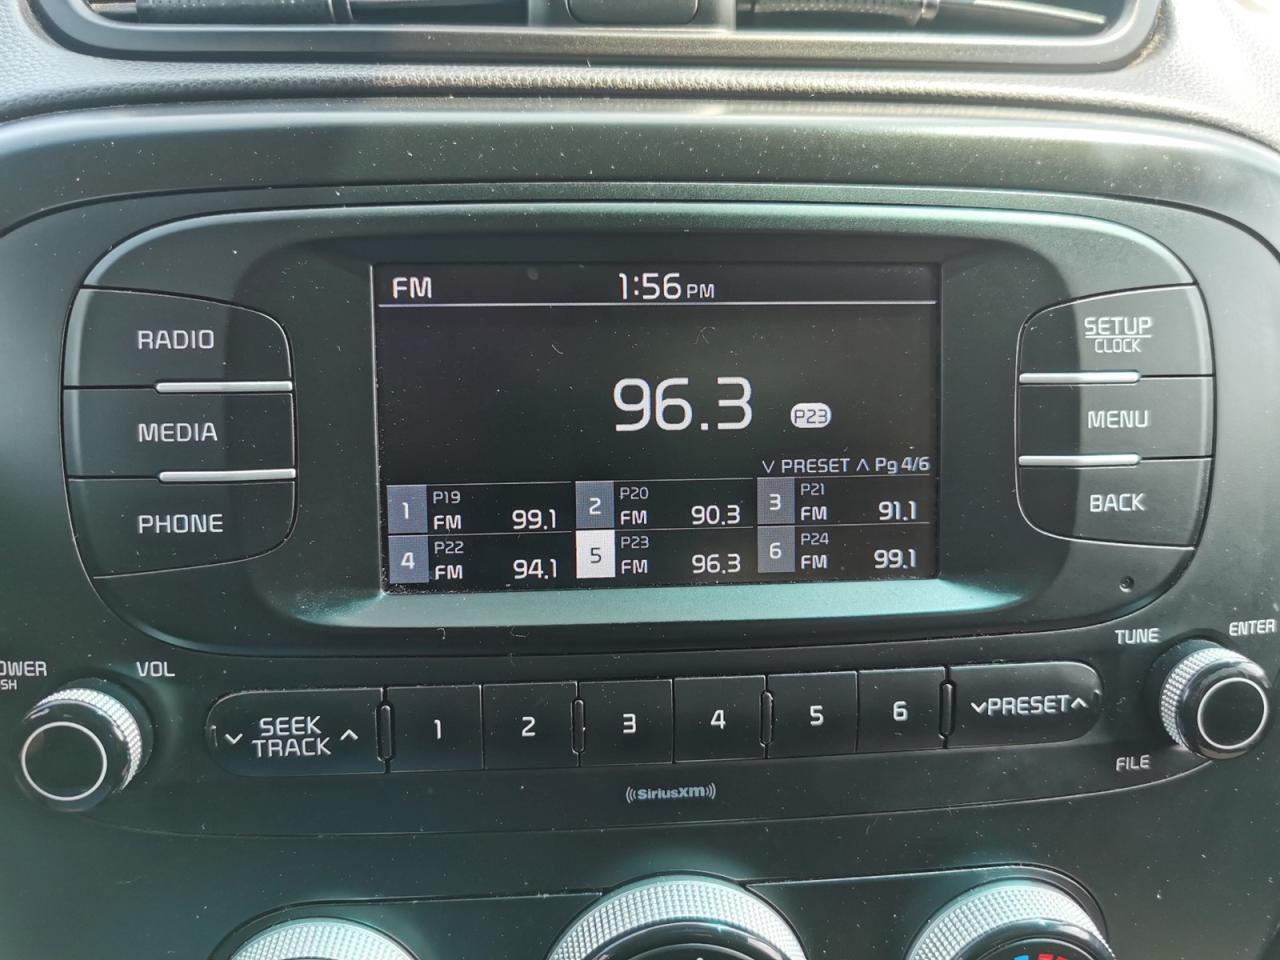 FM 1:56 PM
RADIO
SETUP
CLOCK
96.3 P23
MEDIA
MENU
PRESET Pg 4/6
1 P19 FM 99.1
2 P20 FM 90.3
3 P21 FM 91.1
BACK
PHONE
4 P22 FM 94.1
5 P23 FM 96.3
6 P24 FM 99.1
OWER
SH
VOL
TUNE
ENTER
SEEK
TRACK
1 2 3 4 5 6
PRESET
FILE
SiriusXM